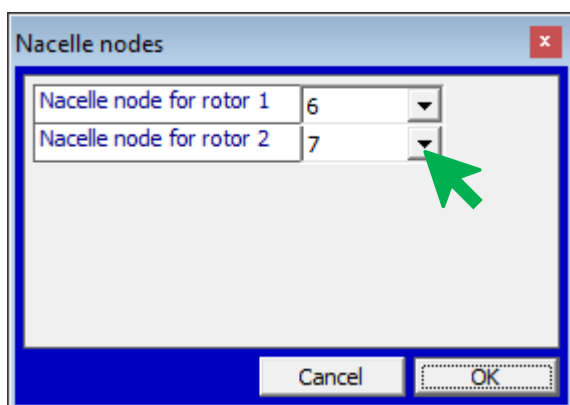 Nacelle nodes
x
Nacelle node for rotor 1 6
Nacelle node for rotor 2 7
Cancel OK